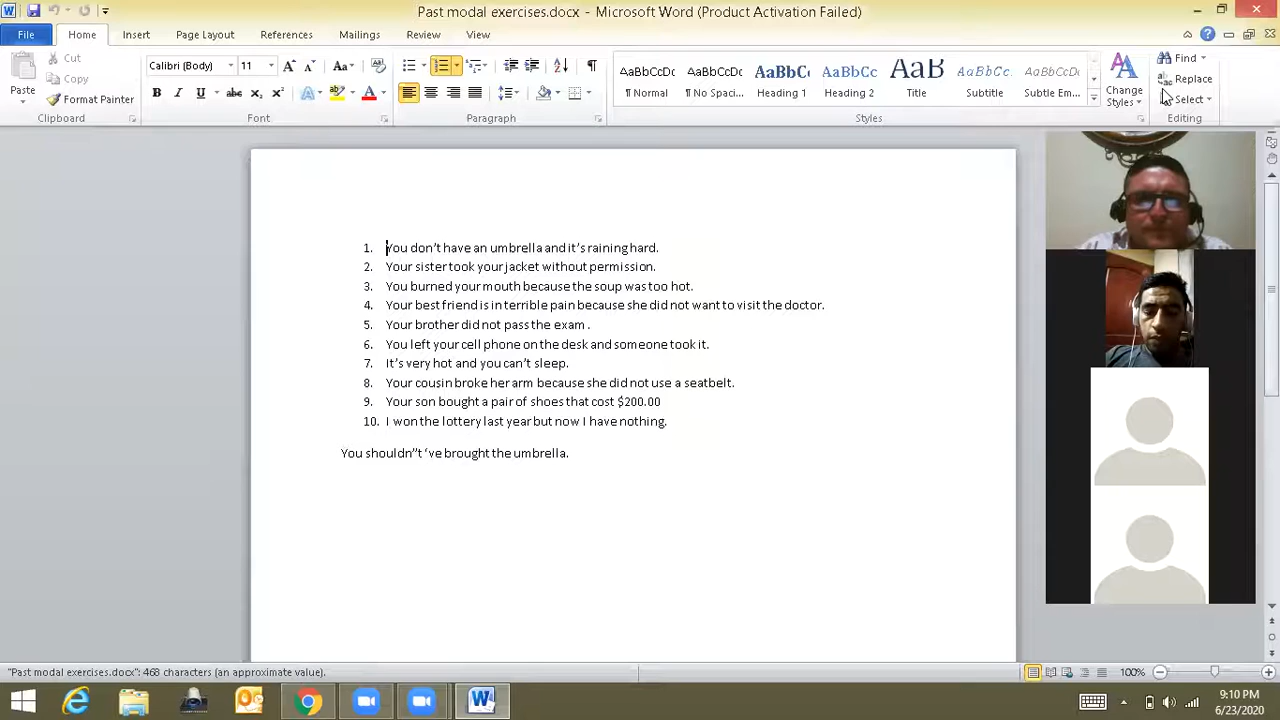 Past modal exercises.docx - Microsoft Word (Product Activation Failed)
File Home Insert Page Layout References Mailings Review View
Paste
Cut
Copy
Format Painter
Clipboard
Calibri (Body) 11
Font
Paragraph
AaBbCcDc AaBbCcDc AaBbC AaBbCc AaB AaBbCcL AaBbCcDc
¶ Normal ¶ No Spaci... Heading 1 Heading 2 Title Subtitle Subtle Em...
Change Styles
Styles
Find
Replace
Select
Editing
1. You don't have an umbrella and it's raining hard.
2. Your sister took your jacket without permission.
3. You burned your mouth because the soup was too hot.
4. Your best friend is in terrible pain because she did not want to visit the doctor.
5. Your brother did not pass the exam .
6. You left your cell phone on the desk and someone took it.
7. It's very hot and you can't sleep.
8. Your cousin broke her arm because she did not use a seatbelt.
9. Your son bought a pair of shoes that cost $200.00
10. I won the lottery last year but now I have nothing.
You shouldn"t 've brought the umbrella.
"Past modal exercises.docx": 468 characters (an approximate value).
100%
9:10 PM
6/23/2020